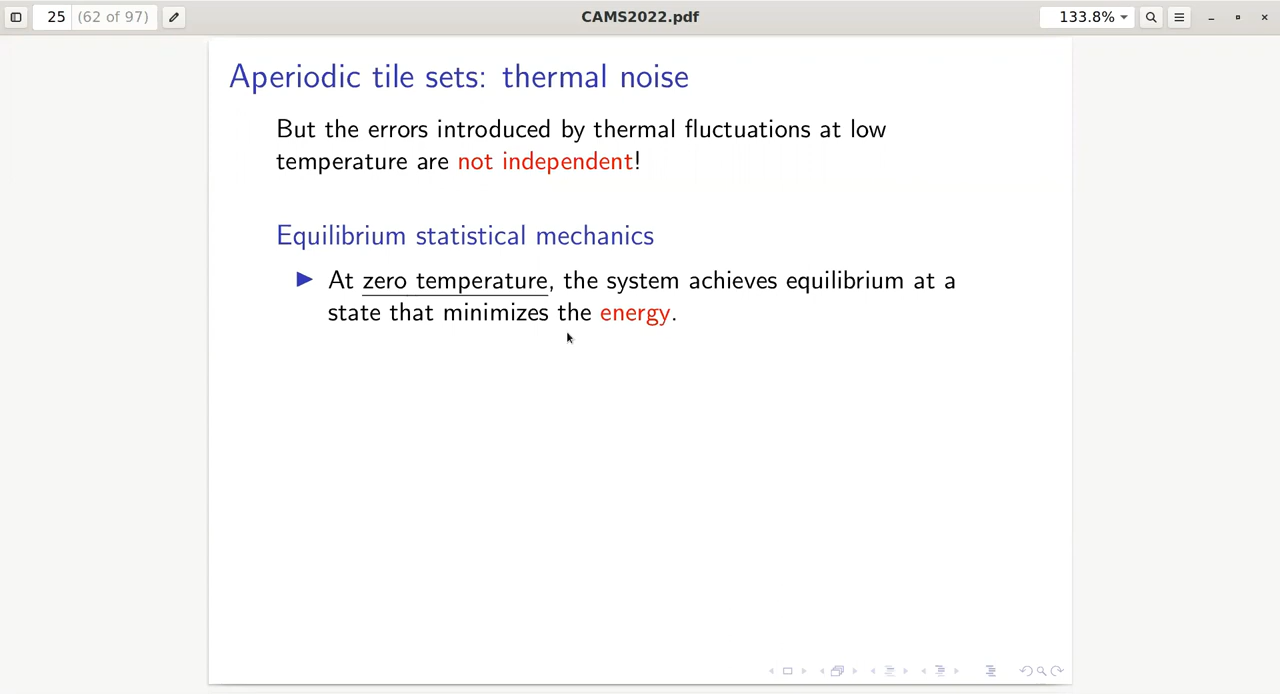 25 (62 of 97)
CAMS2022.pdf
133.8%
Aperiodic tile sets: thermal noise
But the errors introduced by thermal fluctuations at low
temperature are not independent!
Equilibrium statistical mechanics
At zero temperature, the system achieves equilibrium at a
state that minimizes the energy.